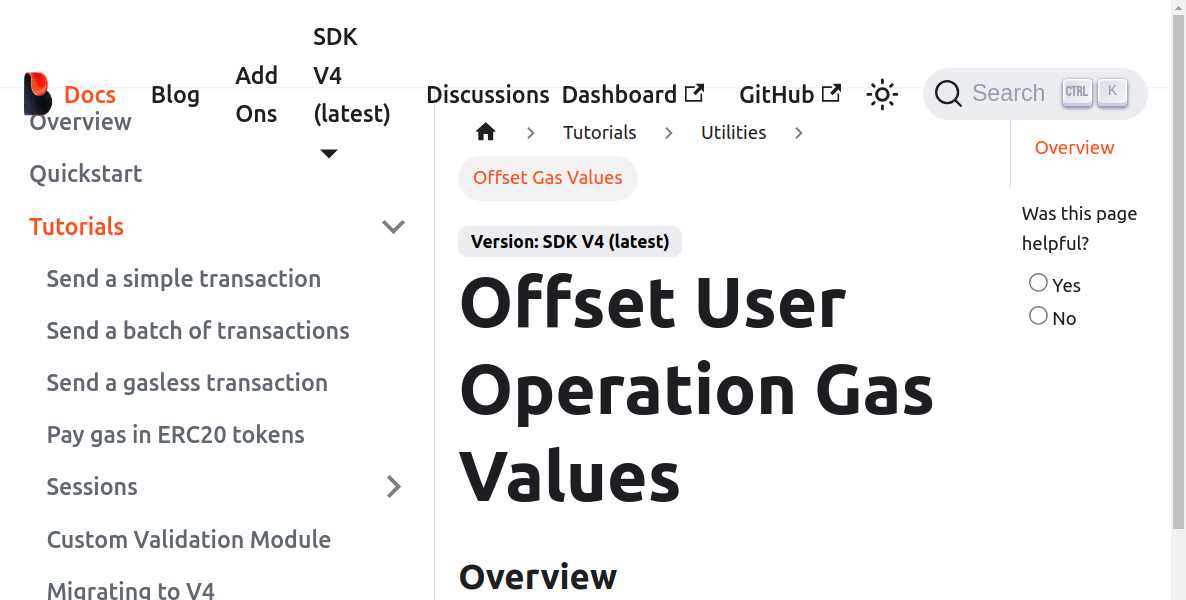 Docs
Blog
Add
Ons
SDK
V4
(latest)
Discussions
Dashboard
GitHub
Search
CTRL
K
Overview
Quickstart
Tutorials
Send a simple transaction
Send a batch of transactions
Send a gasless transaction
Pay gas in ERC20 tokens
Sessions
Custom Validation Module
Migrating to V4
Tutorials
Utilities
Offset Gas Values
Version: SDK V4 (latest)
Offset User
Operation Gas
Values
Overview
Overview
Was this page
helpful?
Yes
No